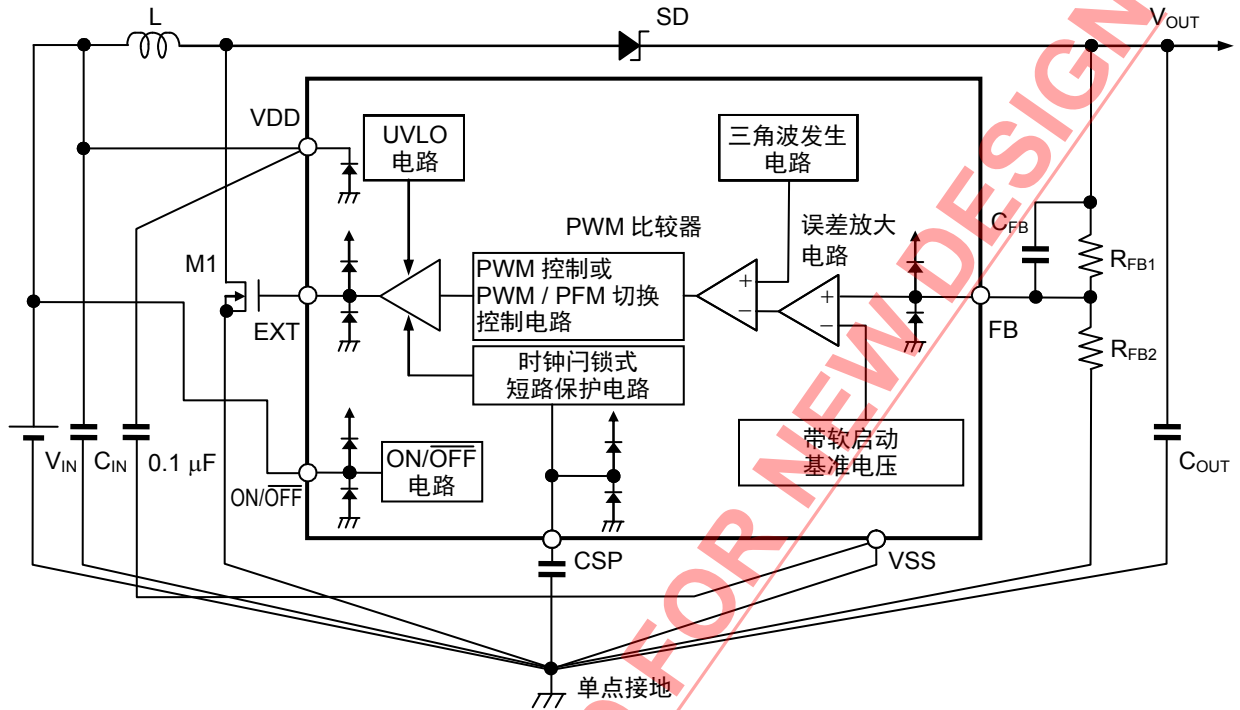 L
SD
VOUT
VDD
UVLO
电路
三角波发生
电路
PWM 比较器
误差放大
电路
CFB
RFB1
M1
PWM 控制或
PWM / PFM 切换
控制电路
+
−
+
−
EXT
FB
RFB2
时钟闩锁式
短路保护电路
VIN
CIN
0.1 μF
ON/OFF
ON/OFF
电路
带软启动
基准电压
COUT
CSP
VSS
单点接地
FOR NEW DESIGN